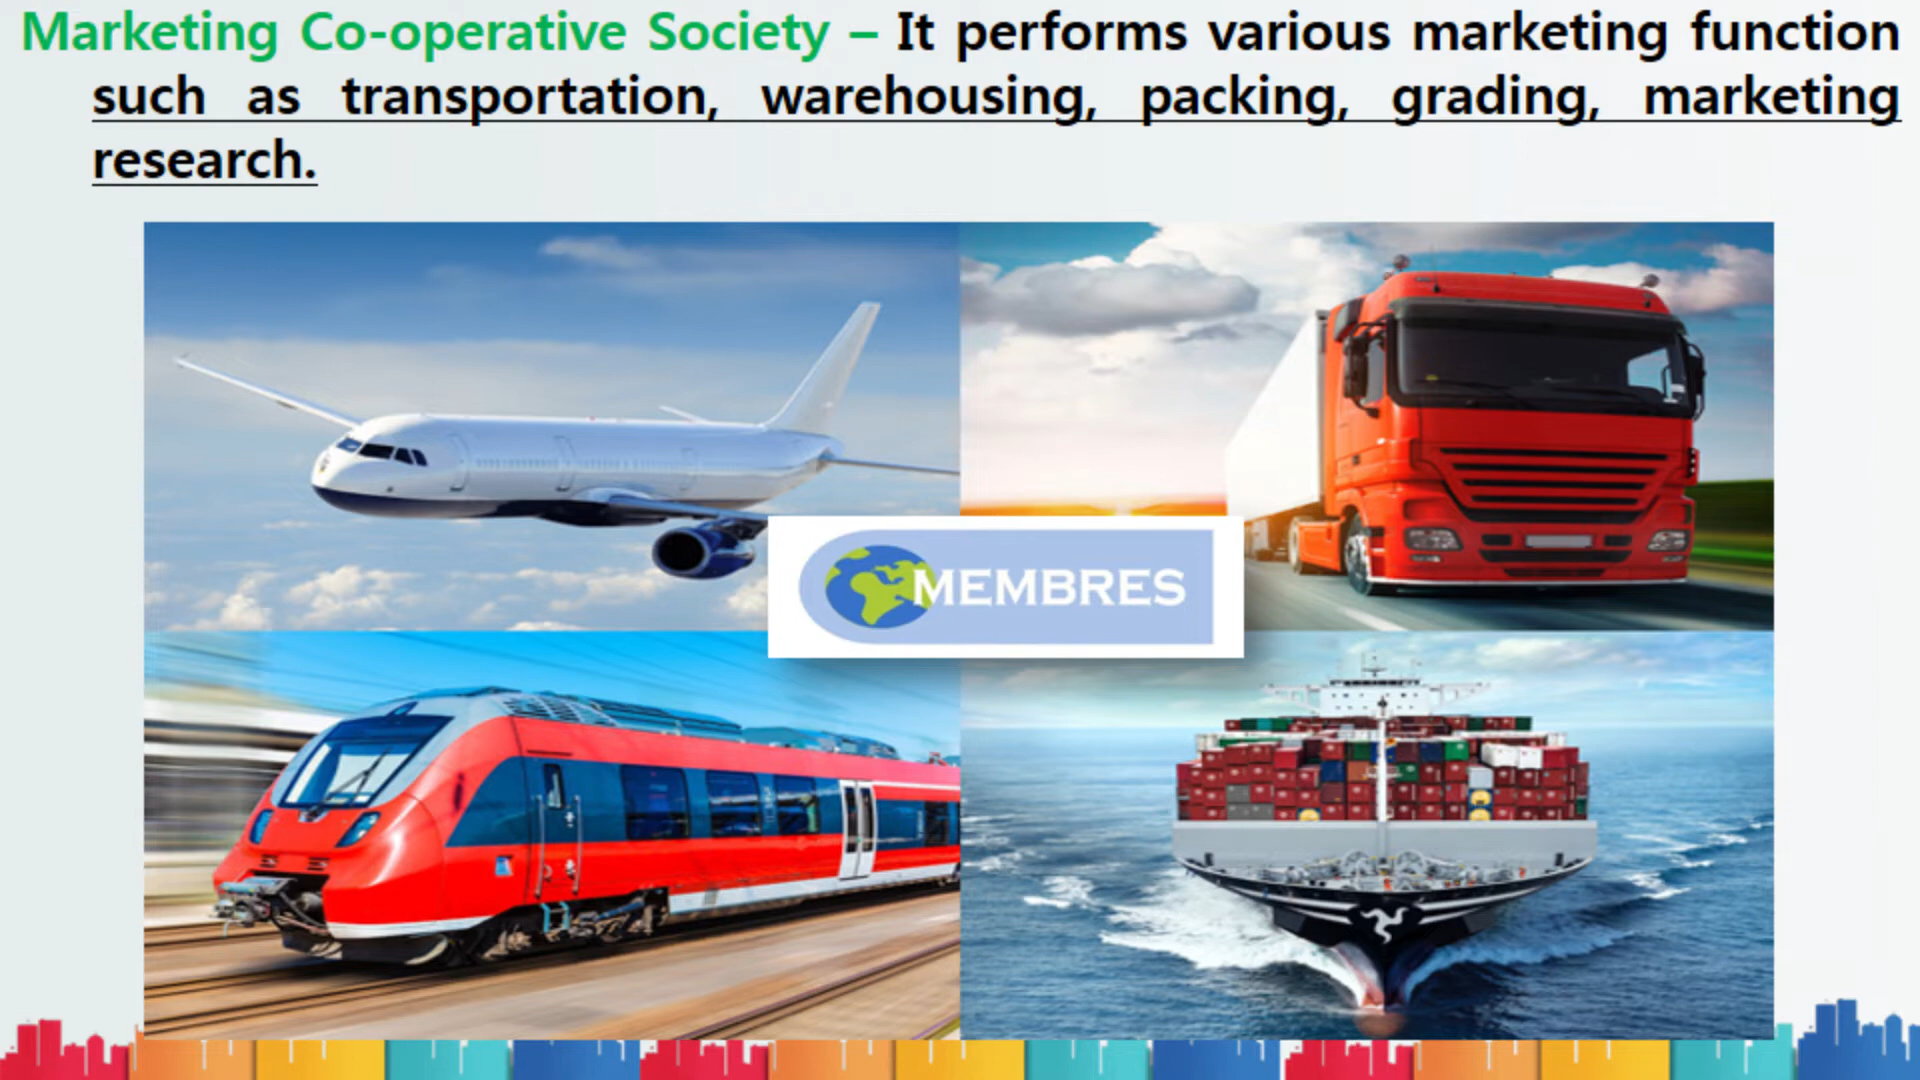 Marketing Co-operative Society – It performs various marketing function
such as transportation, warehousing, packing, grading, marketing
research.
MEMBRES